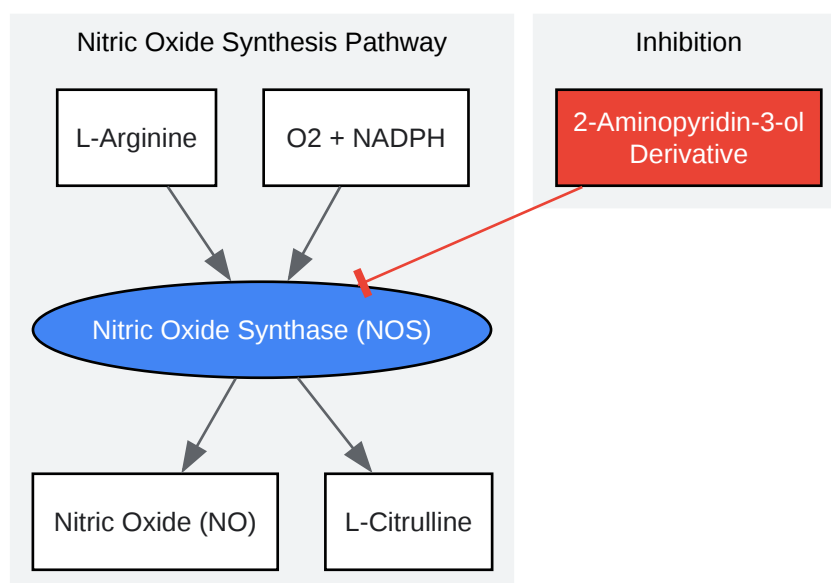 Nitric Oxide Synthesis Pathway
Inhibition
L-Arginine
O2 + NADPH
2-Aminopyridin-3-ol
Derivative
Nitric Oxide Synthase (NOS)
Nitric Oxide (NO)
L-Citrulline